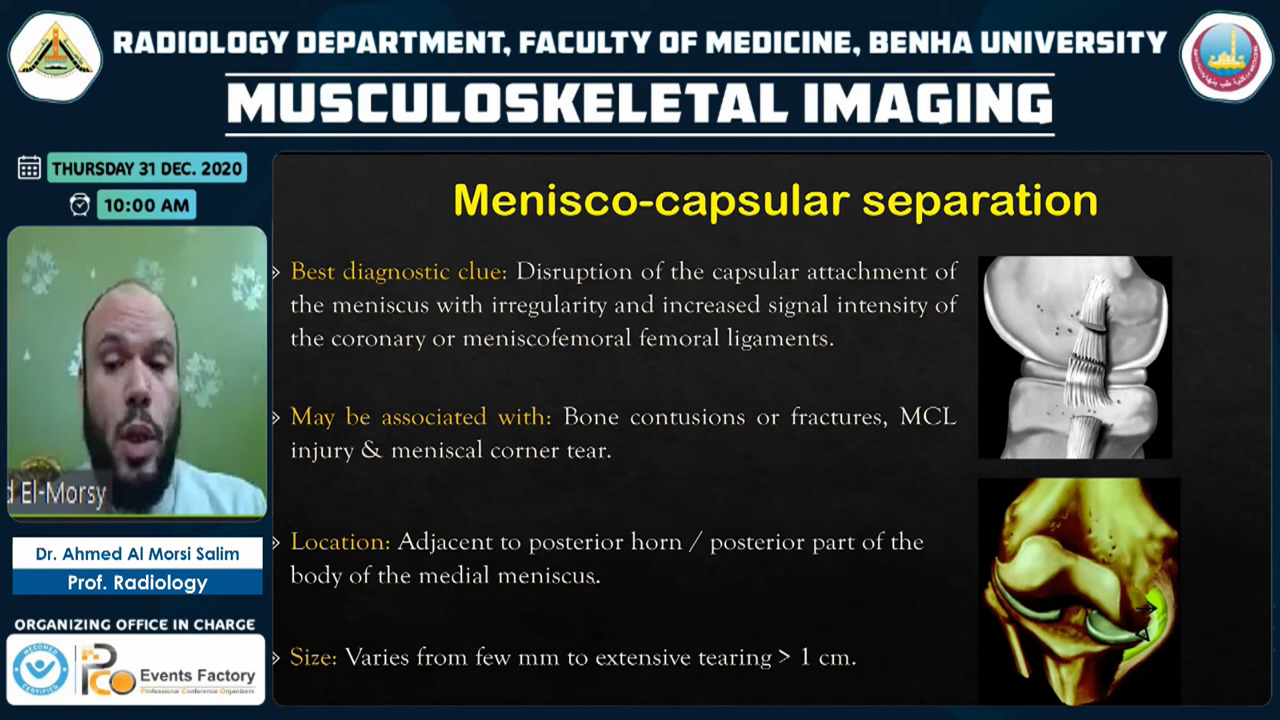 RADIOLOGY DEPARTMENT, FACULTY OF MEDICINE, BENHA UNIVERSITY
MUSCULOSKELETAL IMAGING
THURSDAY 31 DEC. 2020
10:00 AM
Menisco-capsular separation
Best diagnostic clue: Disruption of the capsular attachment of
the meniscus with irregularity and increased signal intensity of
the coronary or meniscofemoral femoral ligaments.
May be associated with: Bone contusions or fractures, MCL
injury & meniscal corner tear.
Location: Adjacent to posterior horn / posterior part of the
body of the medial meniscus.
Size: Varies from few mm to extensive tearing > 1 cm.
d El-Morsy
Dr. Ahmed Al Morsi Salim
Prof. Radiology
ORGANIZING OFFICE IN CHARGE
MECOMED
CERTIFIED
PCO
Events Factory
Professional Conference Organizers